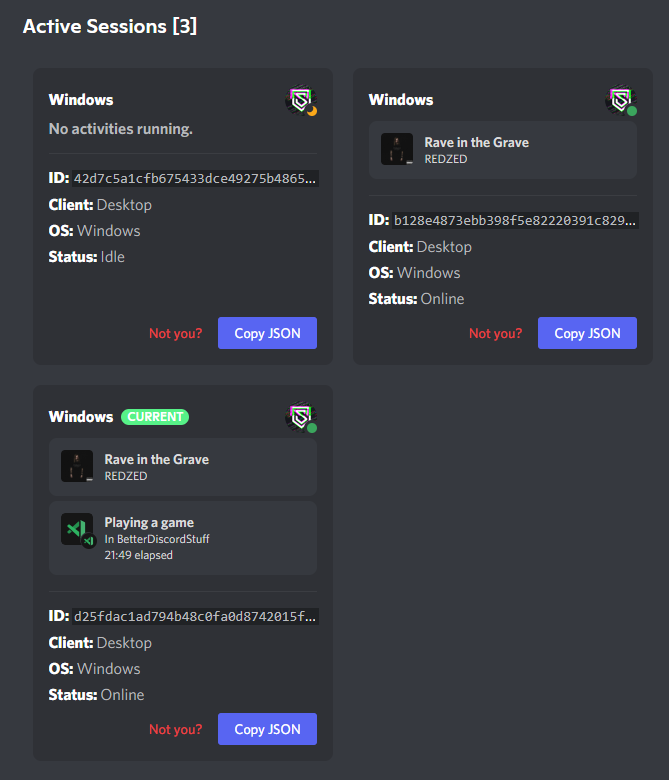 Active Sessions [3]
Windows
No activities running.
ID: 42d7c5a1cfb675433dce49275b4865...
Client: Desktop
OS: Windows
Status: Idle
Not you?
Copy JSON
Windows
Rave in the Grave
REDZED
ID: b128e4873ebb398f5e82220391c829...
Client: Desktop
OS: Windows
Status: Online
Not you?
Copy JSON
Windows CURRENT
Rave in the Grave
REDZED
Playing a game
In BetterDiscordStuff
21:49 elapsed
ID: d25fdac1ad794b48c0fa0d8742015f...
Client: Desktop
OS: Windows
Status: Online
Not you?
Copy JSON